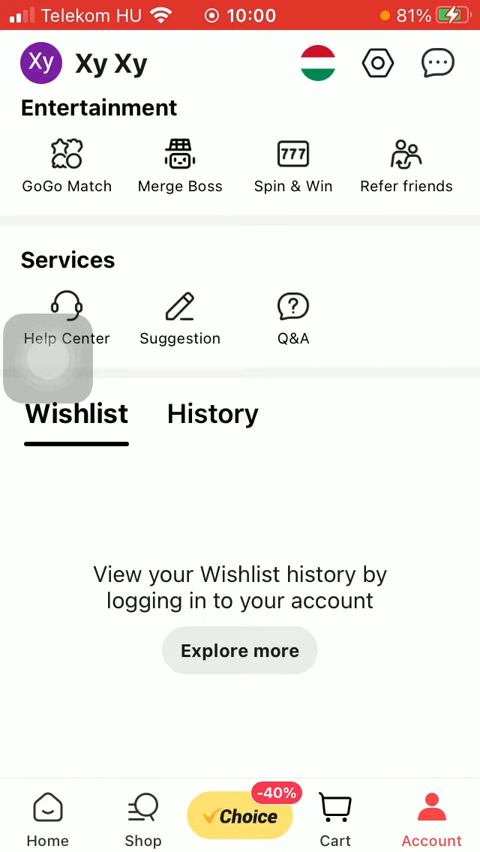 Telekom HU 10:00 81%
Xy Xy Xy
Entertainment
777
GoGo Match Merge Boss Spin & Win Refer friends
Services
?
Help Center Suggestion Q&A
Wishlist History
View your Wishlist history by
logging in to your account
Explore more
-40%
Choice
Home Shop Cart Account